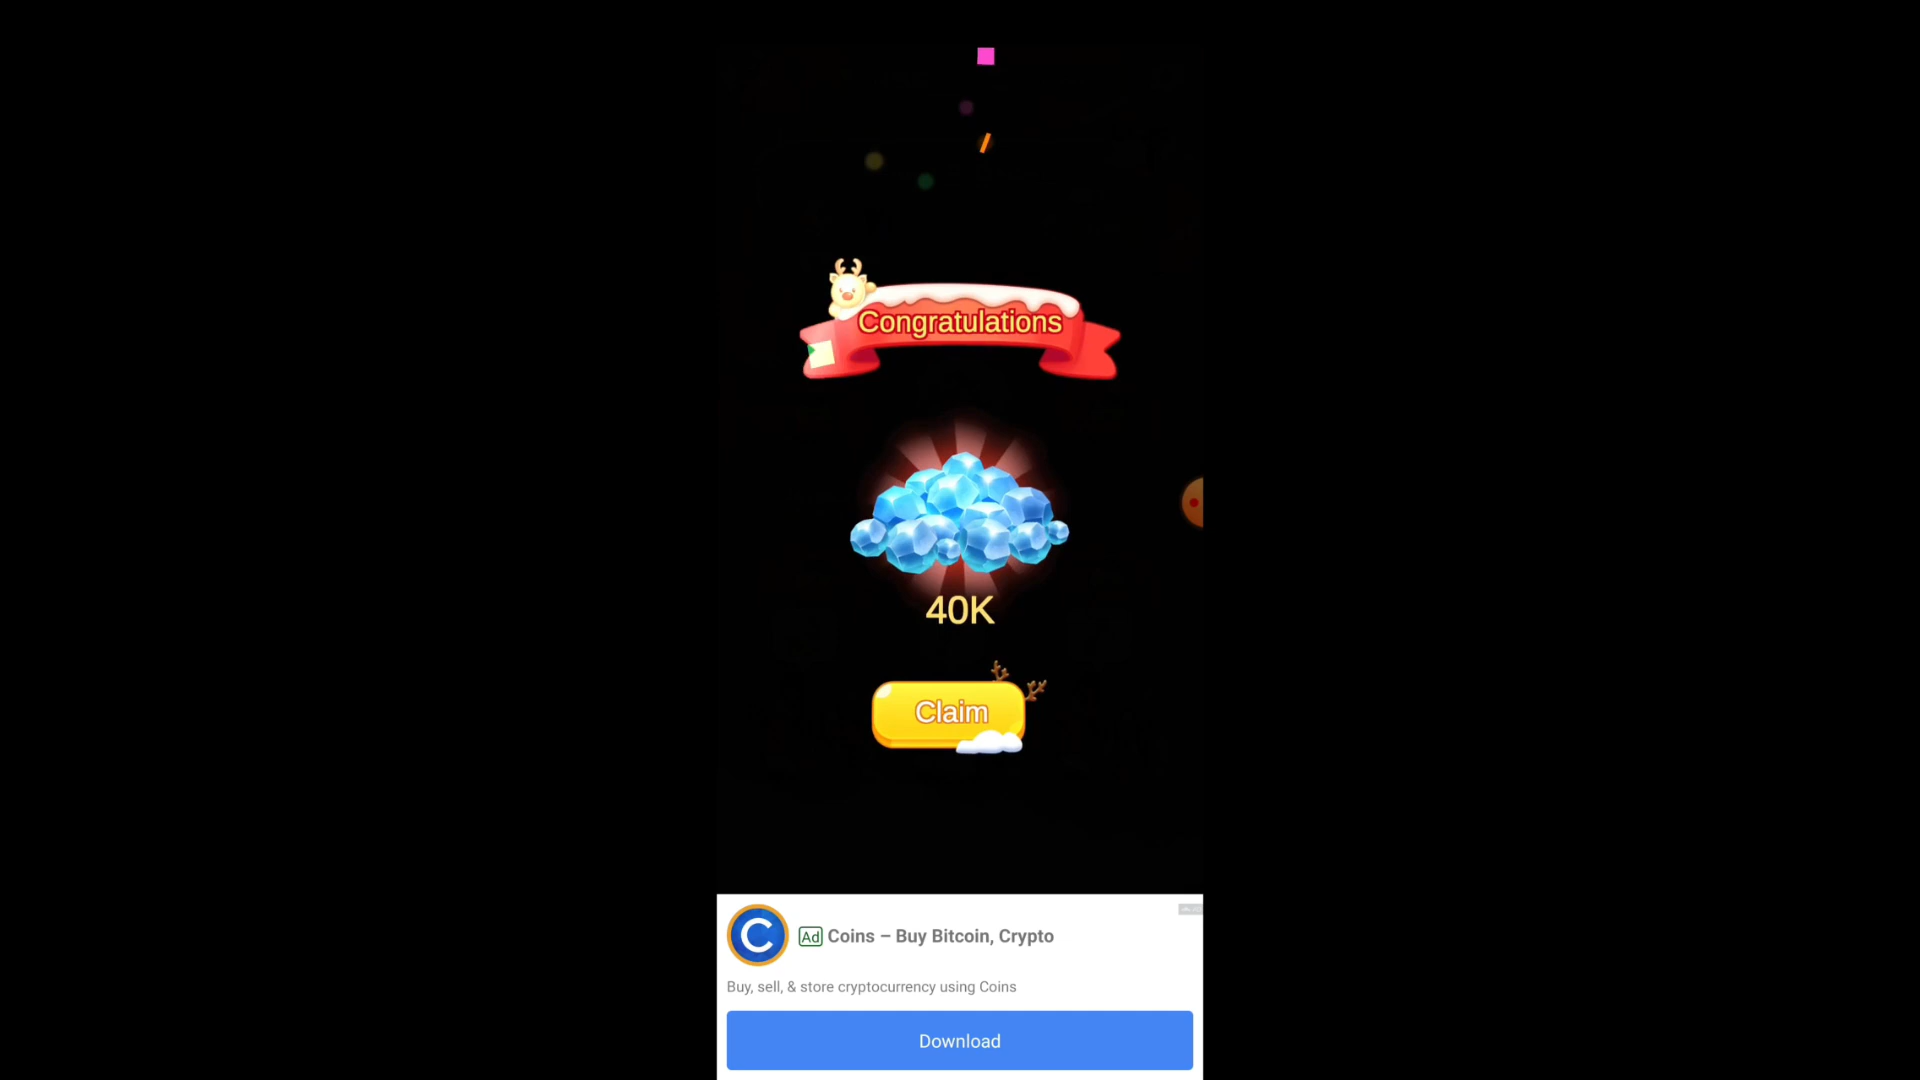 Congratulations
40K
Claim
C
Ad Coins – Buy Bitcoin, Crypto
Buy, sell, & store cryptocurrency using Coins
Download